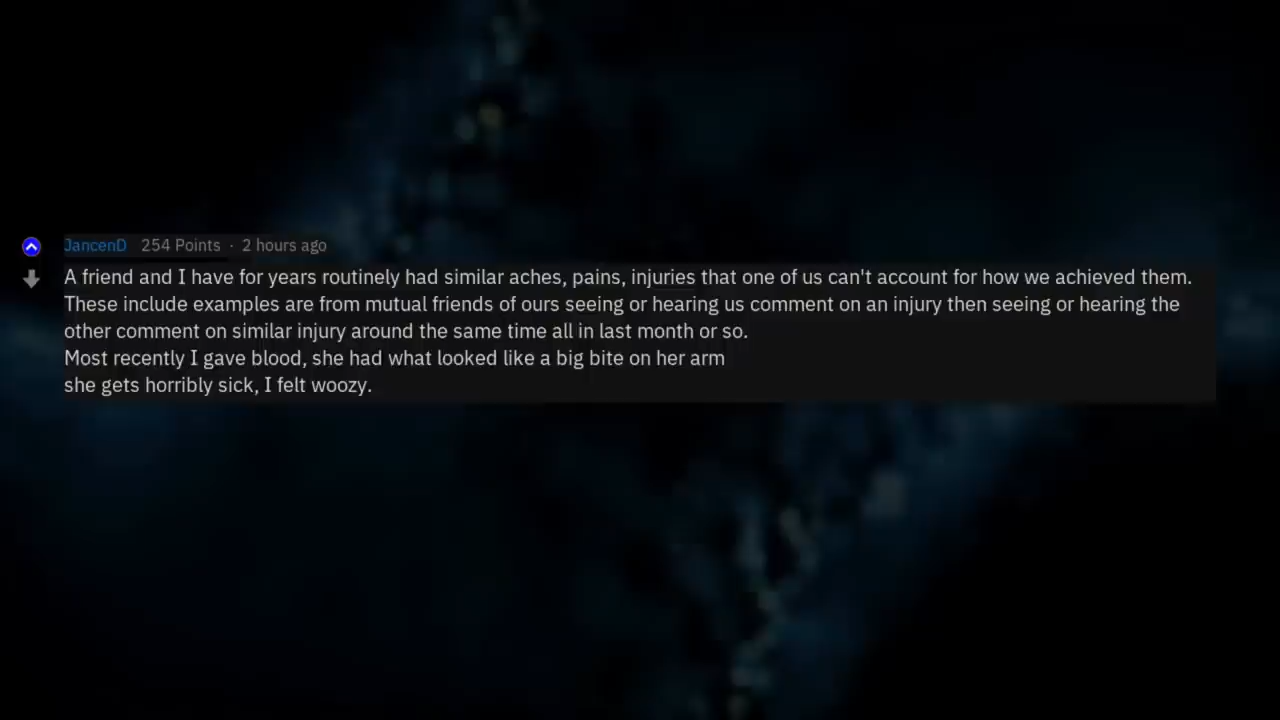 JancenD 254 Points · 2 hours ago
A friend and I have for years routinely had similar aches, pains, injuries that one of us can't account for how we achieved them.
These include examples are from mutual friends of ours seeing or hearing us comment on an injury then seeing or hearing the
other comment on similar injury around the same time all in last month or so.
Most recently I gave blood, she had what looked like a big bite on her arm
she gets horribly sick, I felt woozy.